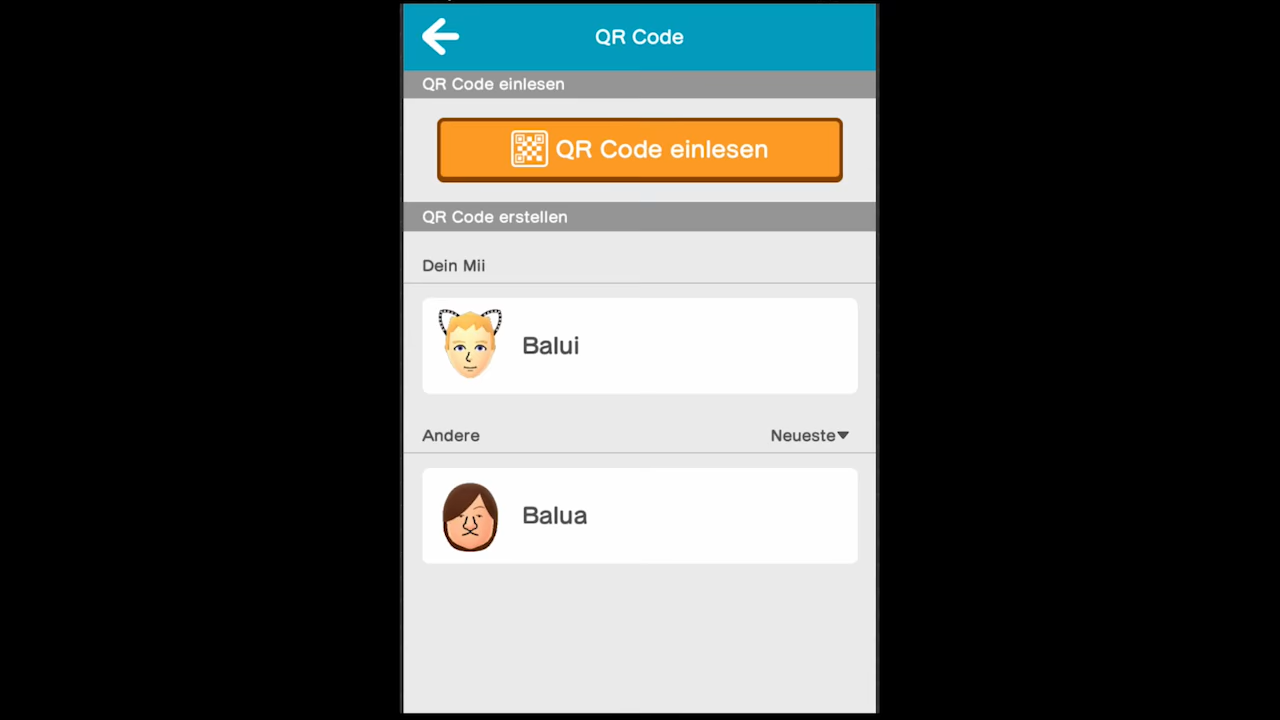 QR Code
QR Code einlesen
QR Code einlesen
QR Code erstellen
Dein Mii
Balui
Andere Neueste
Balua